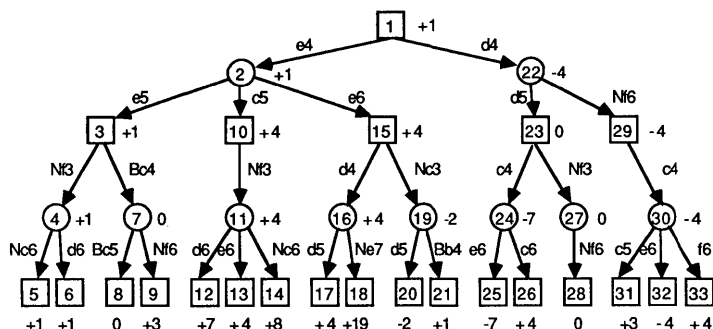 1 +1
e4 d4
2 +1 22 -4
e5 c5 e6 d5 Nf6
3 +1 10 +4 15 +4 23 0 29 -4
Nf3 Bc4 Nf3 d4 Nc3 c4 Nf3 c4
4 +1 7 0 11 +4 16 +4 19 -2 24 -7 27 0 30 -4
Nc6 d6 Bc5 Nf6 d6 e6 Nc6 d5 Ne7 d5 Bb4 e6 c6 Nf6 c5 e6 f6
5 6 8 9 12 13 14 17 18 20 21 25 26 28 31 32 33
+1 +1 0 +3 +7 +4 +8 +4 +19 -2 +1 -7 +4 0 +3 -4 +4